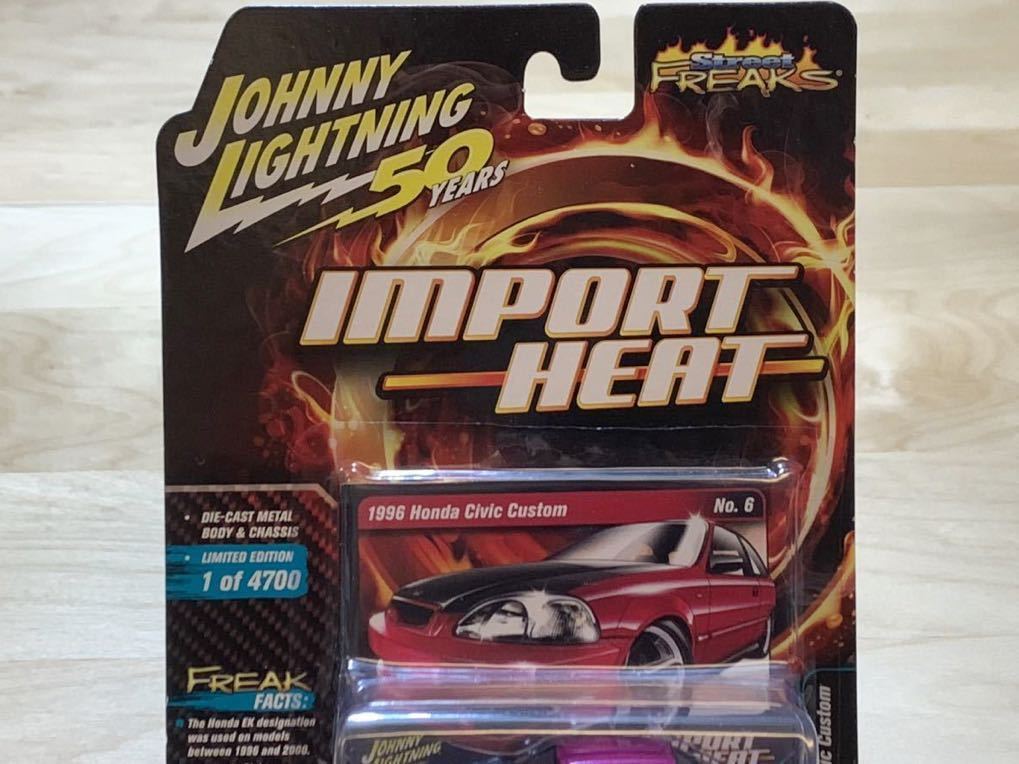 JOHNNY
LIGHTNING
50 YEARS
Street
FREAKS
IMPORT
HEAT
1996 Honda Civic Custom
No. 6
• DIE-CAST METAL
BODY & CHASSIS
• LIMITED EDITION
1 of 4700
FREAK
FACTS:
The Honda EK designation
was used on models
between 1996 and 2000.
JOHNNY
LIGHTNING
HEAT
Custom